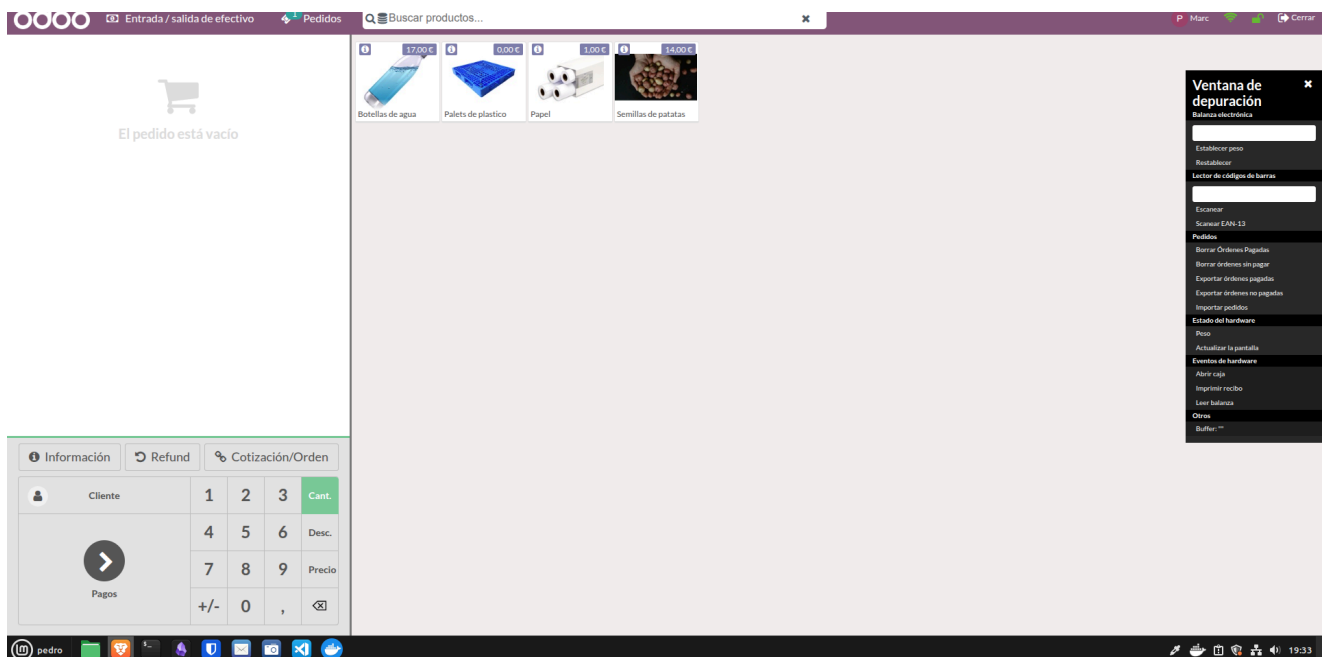 odoo
Entrada / salida de efectivo
1
Pedidos
Buscar productos...
P
Marc
Cerrar
El pedido está vacío
17,00 €
0,00 €
1,00 €
14,00 €
Botellas de agua
Palets de plastico
Papel
Semillas de patatas
Ventana de
depuración
Balanza electrónica
Establecer peso
Restablecer
Lector de códigos de barras
Escanear
Scanear EAN-13
Pedidos
Borrar Órdenes Pagadas
Borrar órdenes sin pagar
Exportar órdenes pagadas
Exportar órdenes no pagadas
Importar pedidos
Estado del hardware
Peso
Actualizar la pantalla
Eventos de hardware
Abrir caja
Imprimir recibo
Leer balanza
Otros
Buffer: ""
Información
Refund
Cotización/Orden
Cliente
1 2 3 Cant.
4 5 6 Desc.
7 8 9 Precio
Pagos
+/- 0 ,
pedro
19:33